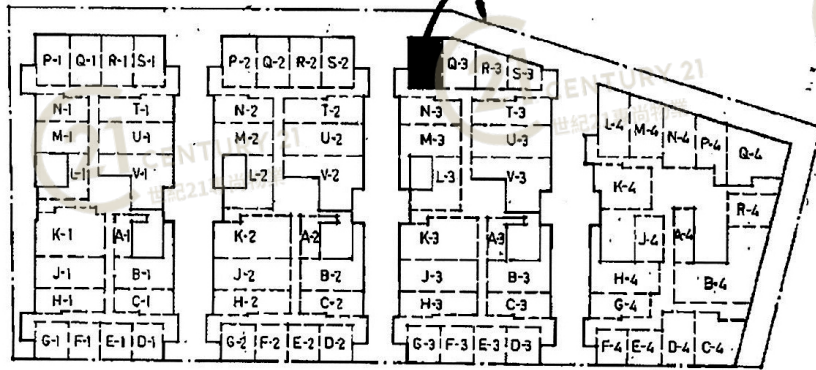 P-1 Q-1 R-1 S-1 P-2 Q-2 R-2 S-2 Q-3 R-3 S-3
N-1 T-1 N-2 T-2 N-3 T-3 L-4 M-4 N-4 P-4 Q-4
M-1 U-1 M-2 U-2 M-3 U-3
L-1 V-1 L-2 V-2 L-3 V-3 K-4
R-4
K-1 A-1 K-2 A-2 K-3 A-3 J-4 A-4
J-1 B-1 J-2 B-2 J-3 B-3 H-4 B-4
H-1 C-1 H-2 C-2 H-3 C-3 G-4
G-1 F-1 E-1 D-1 G-2 F-2 E-2 D-2 G-3 F-3 E-3 D-3 F-4 E-4 D-4 C-4
21 CENTURY 21
21 CENTURY 21